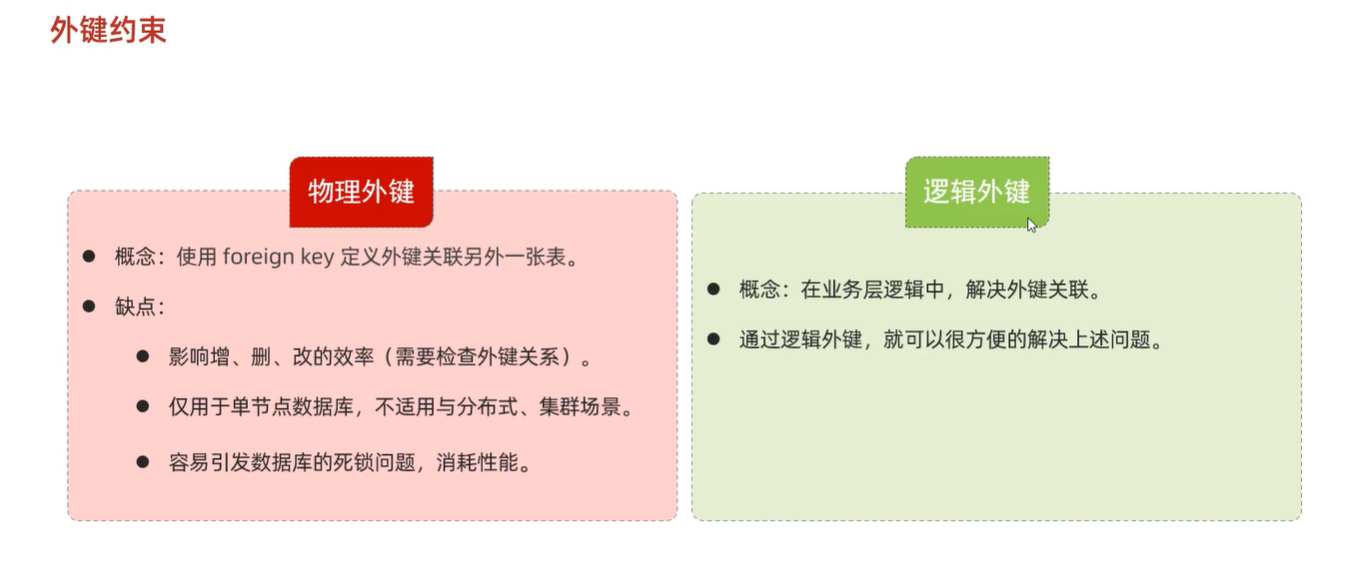 外键约束
物理外键
概念：使用 foreign key 定义外键关联另外一张表。
缺点：
影响增、删、改的效率（需要检查外键关系）。
仅用于单节点数据库，不适用与分布式、集群场景。
容易引发数据库的死锁问题，消耗性能。
逻辑外键
概念：在业务层逻辑中，解决外键关联。
通过逻辑外键，就可以很方便的解决上述问题。